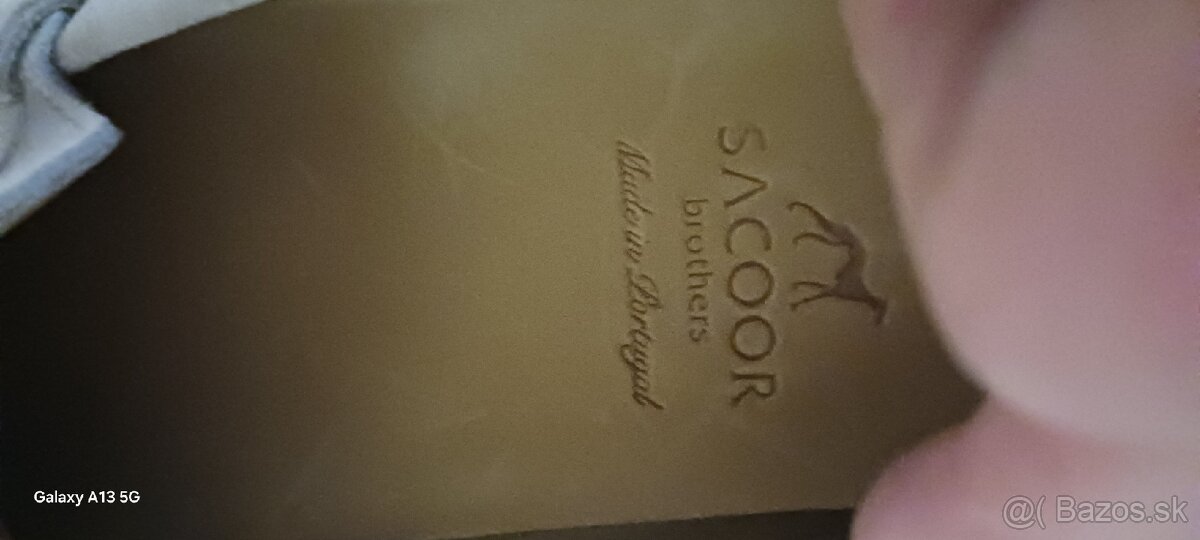 SACOOR
brothers
Made in Portugal
Galaxy A13 5G
@( Bazos.sk